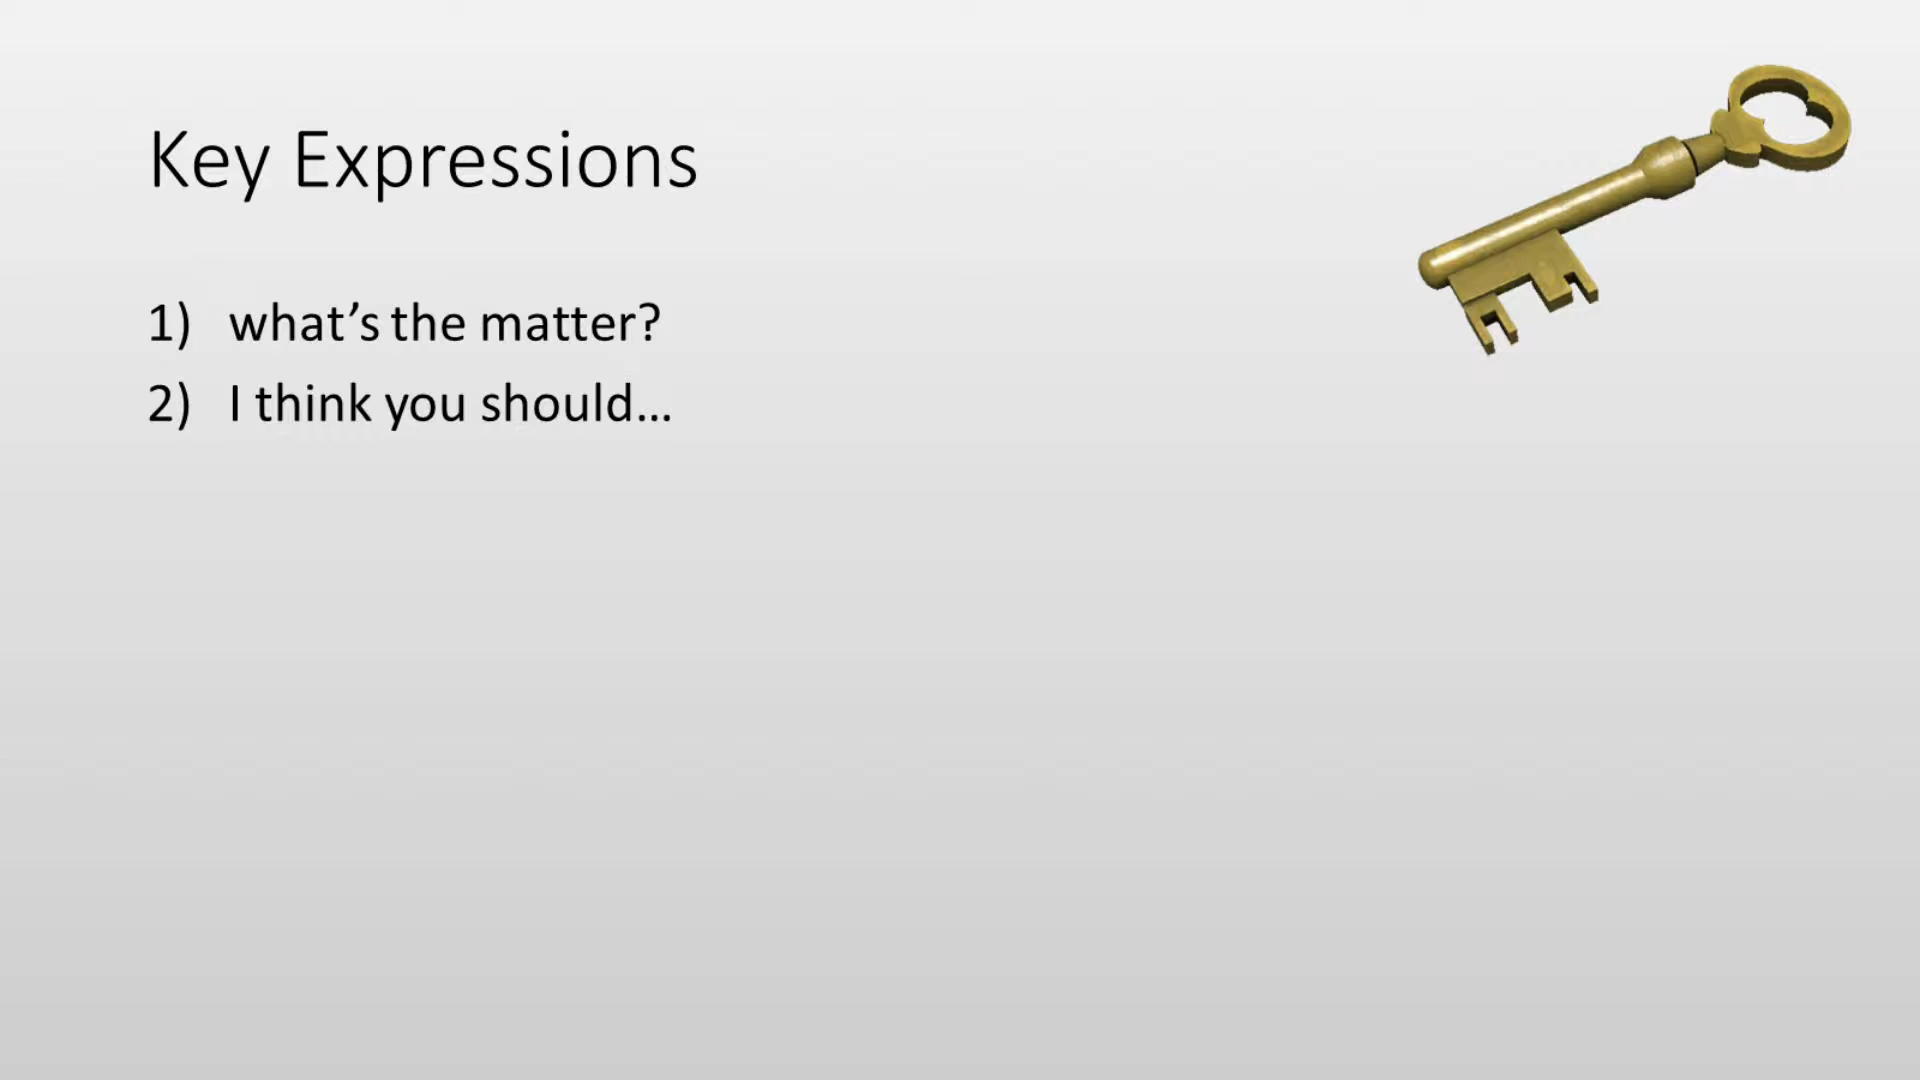 Key Expressions
1) what’s the matter?
2) I think you should...